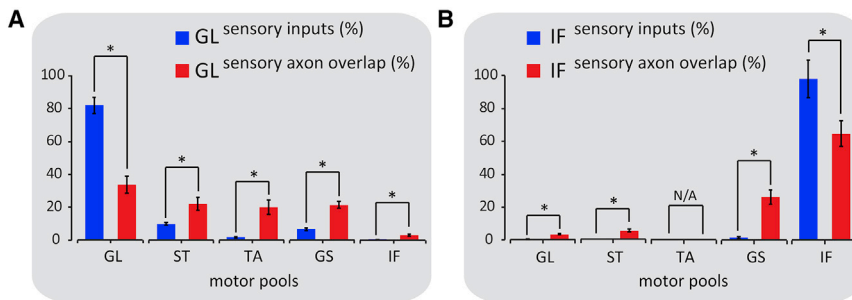 A
GL sensory inputs (%)
GL sensory axon overlap (%)
100
80
60
40
20
0
* * * * *
GL ST TA GS IF
motor pools
B
IF sensory inputs (%)
IF sensory axon overlap (%)
100
80
60
40
20
0
* * N/A * *
GL ST TA GS IF
motor pools